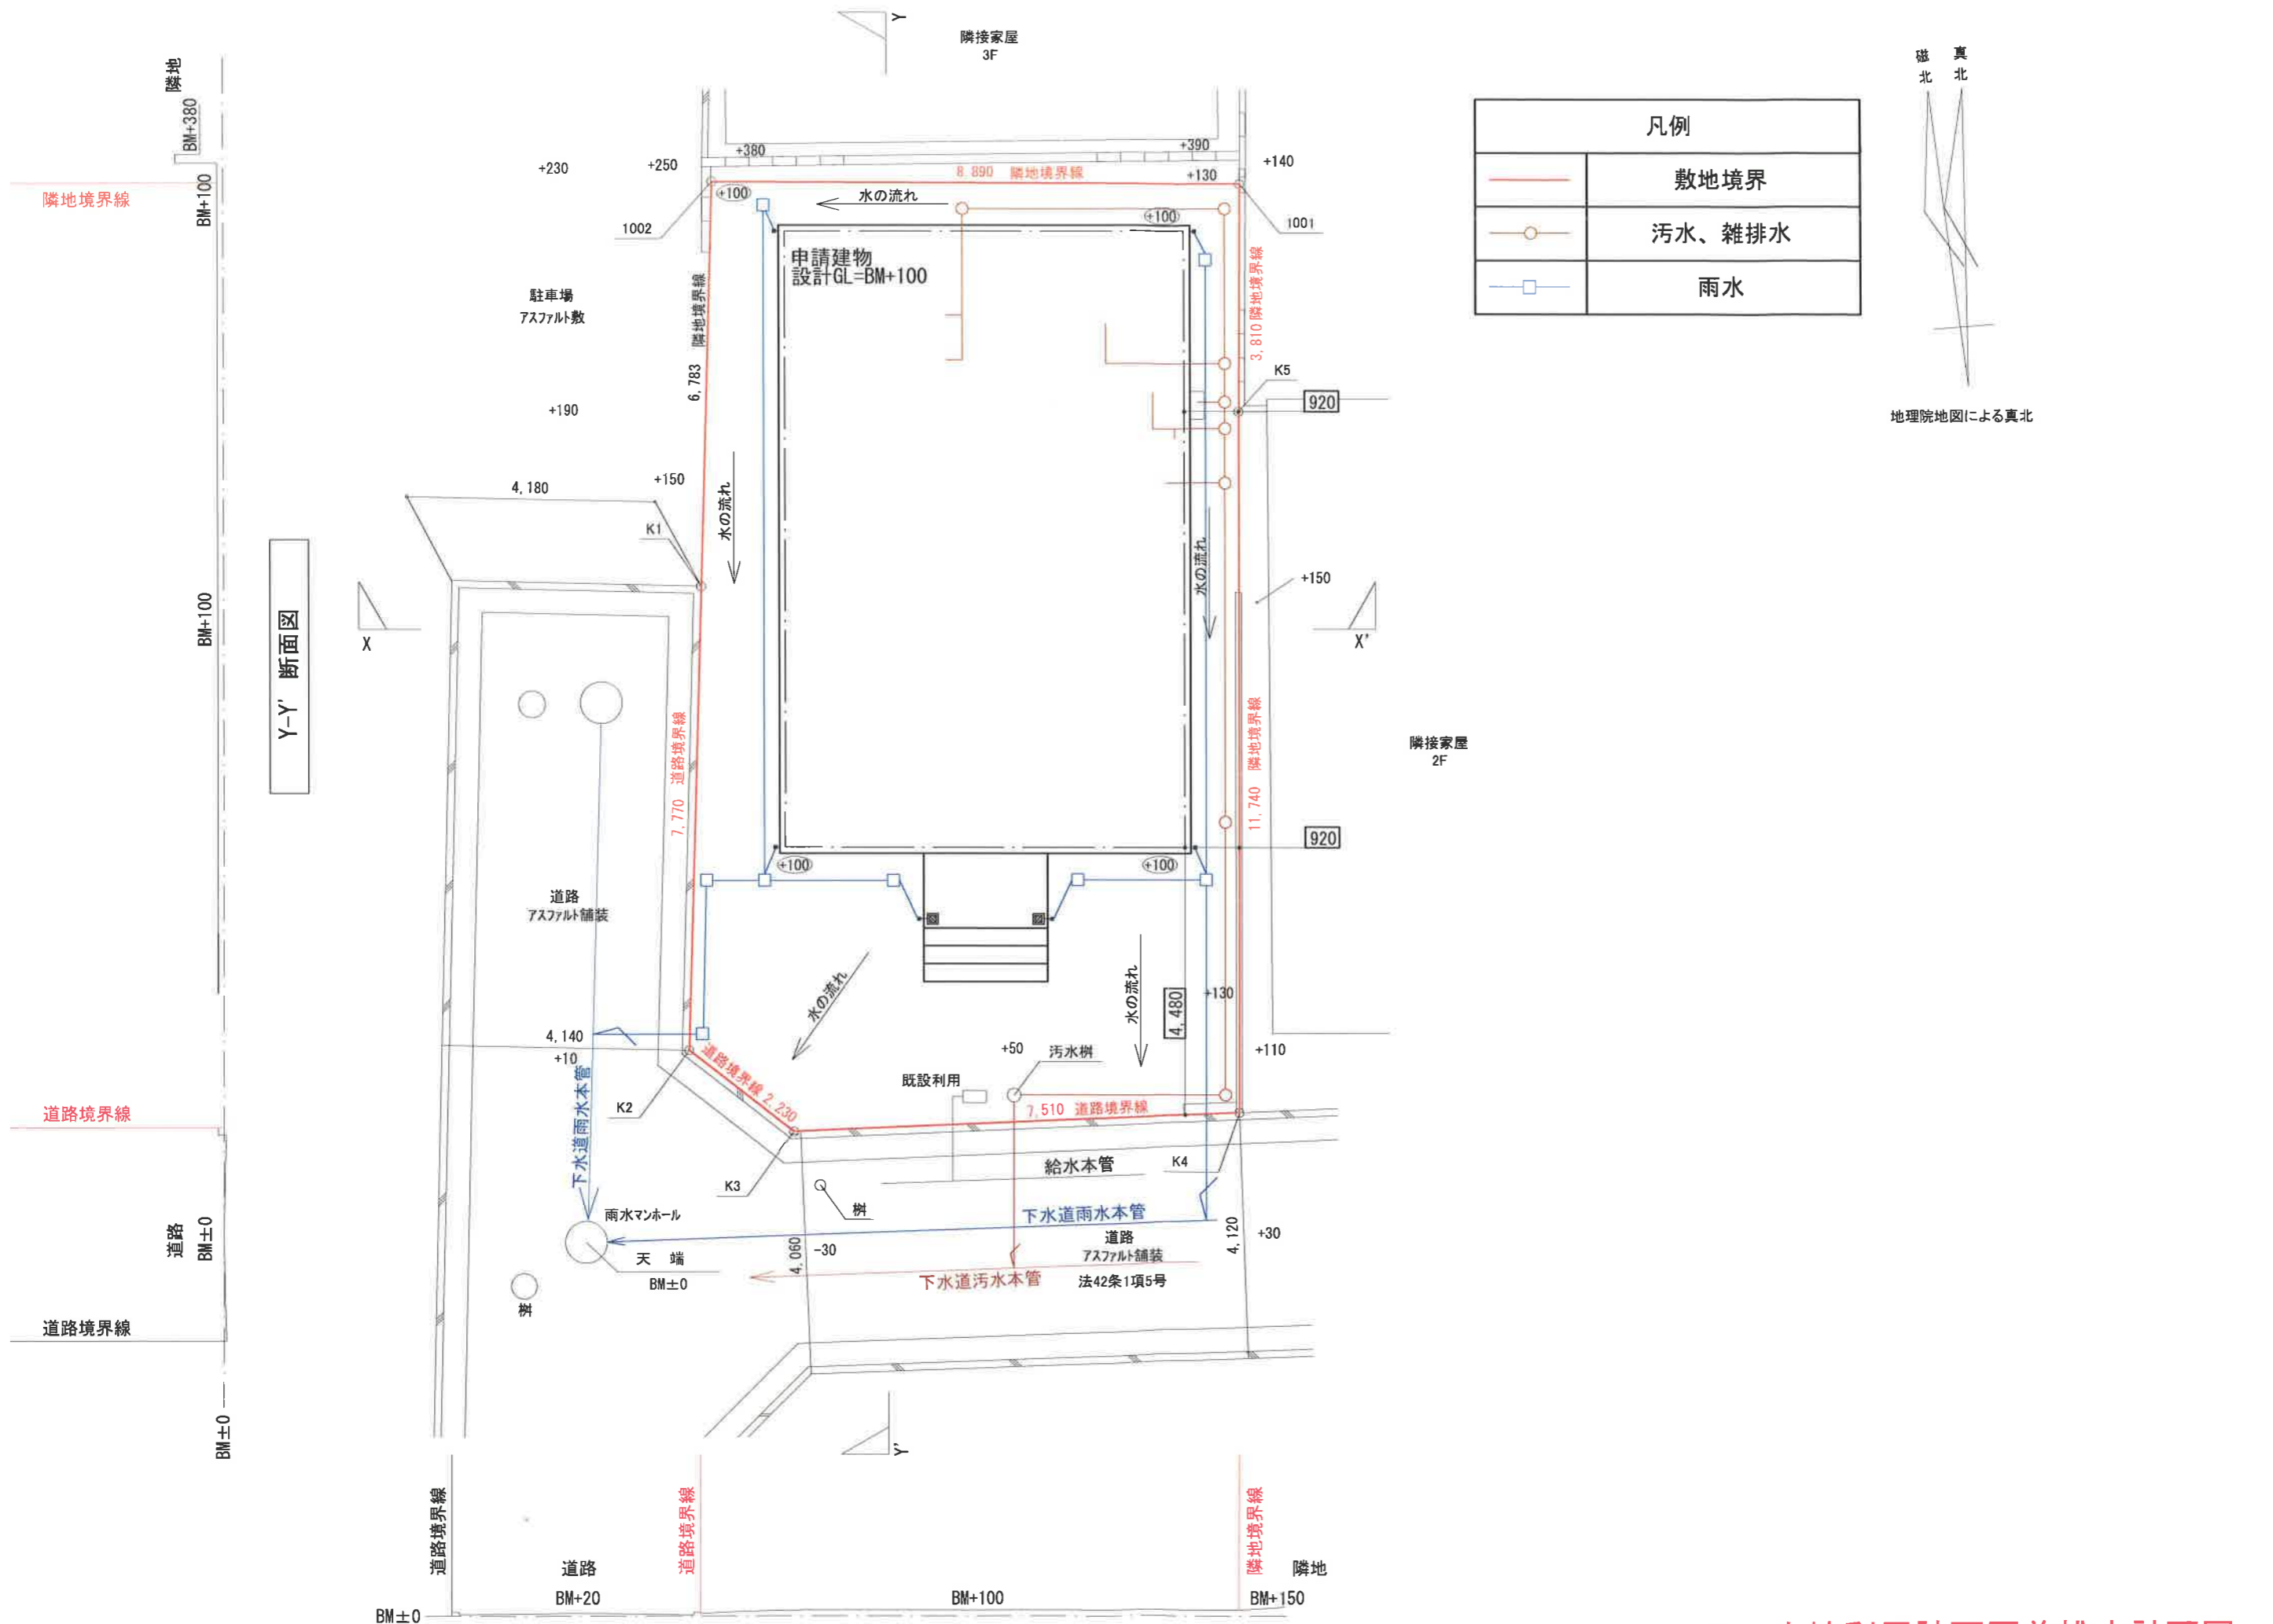 Y
隣接家屋
3F
磁北
真北
隣地
BM+380
BM+100
隣地境界線
+230
+250
+380
+390
+140
8.890 隣地境界線
+130
+100
水の流れ
+100
1002
1001
申請建物
設計GL=BM+100
凡例
敷地境界
汚水、雑排水
雨水
地理院地図による真北
駐車場
アスファルト敷
6,783 隣地境界線
3,810 隣地境界線
K5
920
+190
4,180
+150
K1
水の流れ
水の流れ
+150
BM+100
Y-Y' 断面図
X
X'
7,770 道路境界線
11,740 隣地境界線
隣接家屋
2F
920
+100
+100
道路
アスファルト舗装
水の流れ
水の流れ
4,480
+130
4,140
+10
+50
汚水桝
+110
道路境界線 2,230
既設利用
K2
7,510 道路境界線
道路境界線
下水道雨水本管
給水本管
K4
K3
桝
雨水マンホール
下水道雨水本管
道路
アスファルト舗装
4,120
+30
天 端
BM±0
4,060
-30
下水道汚水本管
法42条1項5号
桝
道路
BM±0
道路境界線
BM±0
Y'
道路境界線
道路境界線
隣地境界線
道路
BM+20
BM+100
隣地
BM+150
BM±0